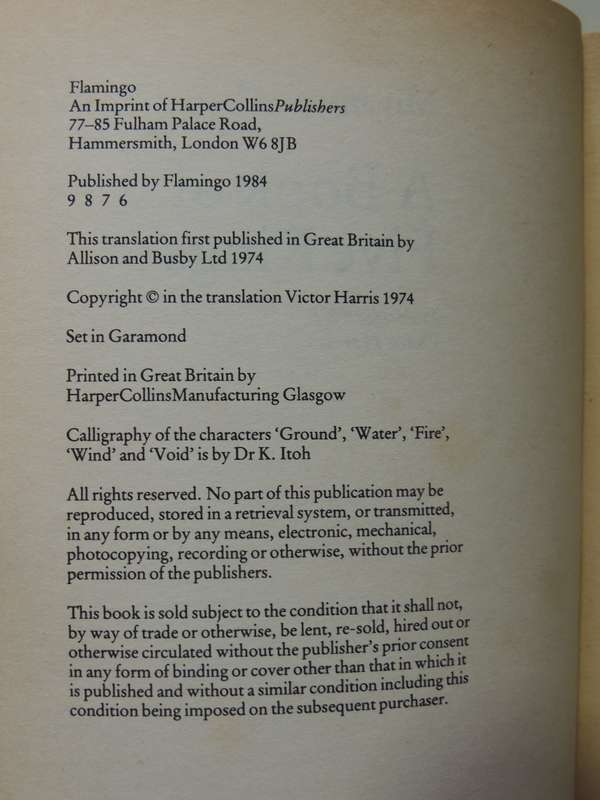 Flamingo
An Imprint of HarperCollinsPublishers
77–85 Fulham Palace Road,
Hammersmith, London W6 8JB
Published by Flamingo 1984
9 8 7 6
This translation first published in Great Britain by
Allison and Busby Ltd 1974
Copyright © in the translation Victor Harris 1974
Set in Garamond
Printed in Great Britain by
HarperCollinsManufacturing Glasgow
Calligraphy of the characters ‘Ground’, ‘Water’, ‘Fire’,
‘Wind’ and ‘Void’ is by Dr K. Itoh
All rights reserved. No part of this publication may be
reproduced, stored in a retrieval system, or transmitted,
in any form or by any means, electronic, mechanical,
photocopying, recording or otherwise, without the prior
permission of the publishers.
This book is sold subject to the condition that it shall not,
by way of trade or otherwise, be lent, re-sold, hired out or
otherwise circulated without the publisher's prior consent
in any form of binding or cover other than that in which it
is published and without a similar condition including this
condition being imposed on the subsequent purchaser.